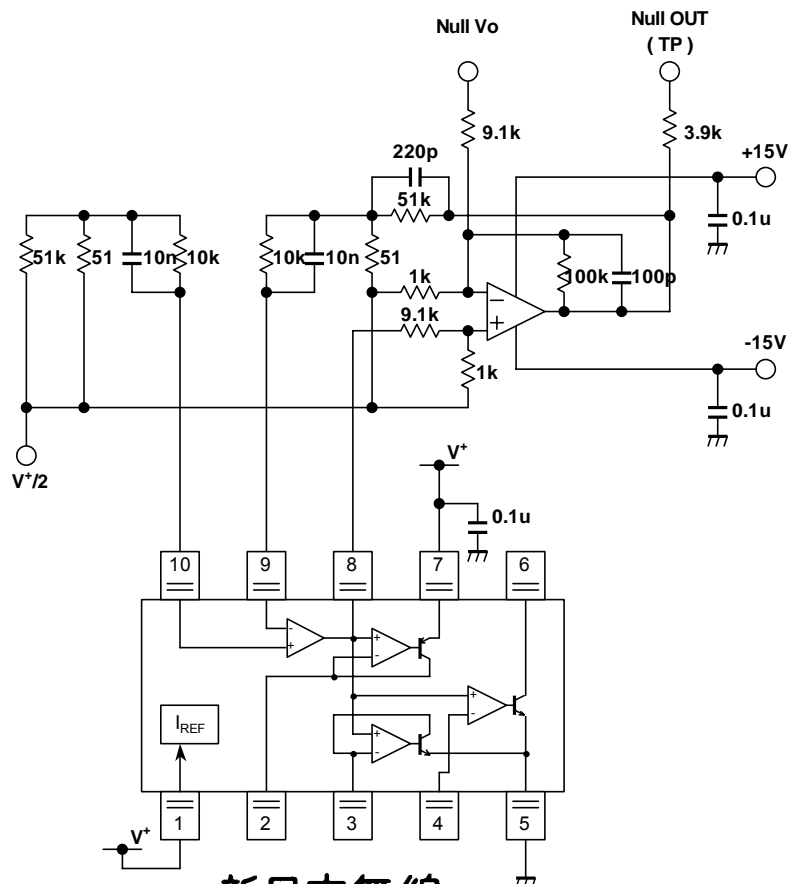 Null Vo
Null OUT
( TP )
9.1k
3.9k
220p
51k
+15V
0.1u
51k
51
10n
10k
10k
10n
51
1k
100k
100p
9.1k
1k
-15V
0.1u
V+/2
V+
0.1u
10
9
8
7
6
-
+
+
-
+
-
+
-
IREF
1
2
3
4
5
V+